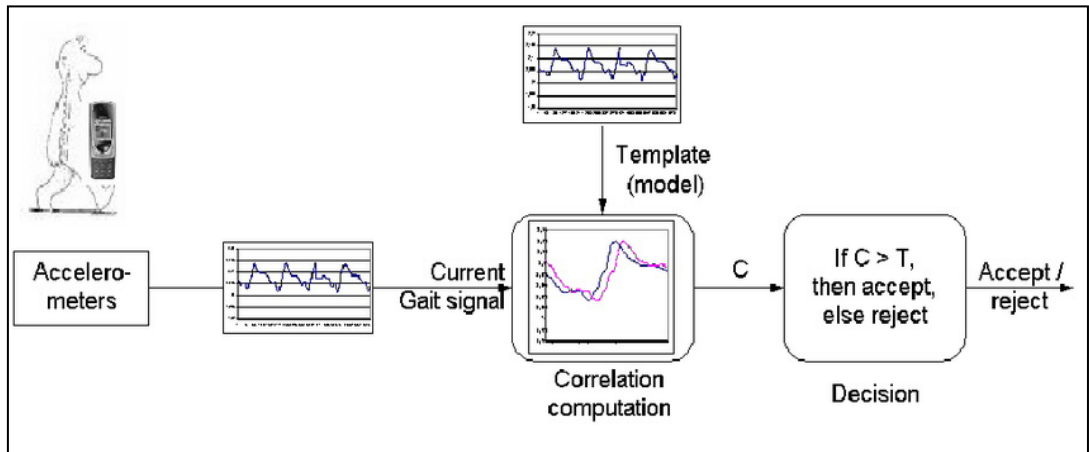 Template
(model)
Accelero-
meters
Current
Gait signal
C
If C > T,
then accept,
else reject
Accept /
reject
Correlation
computation
Decision